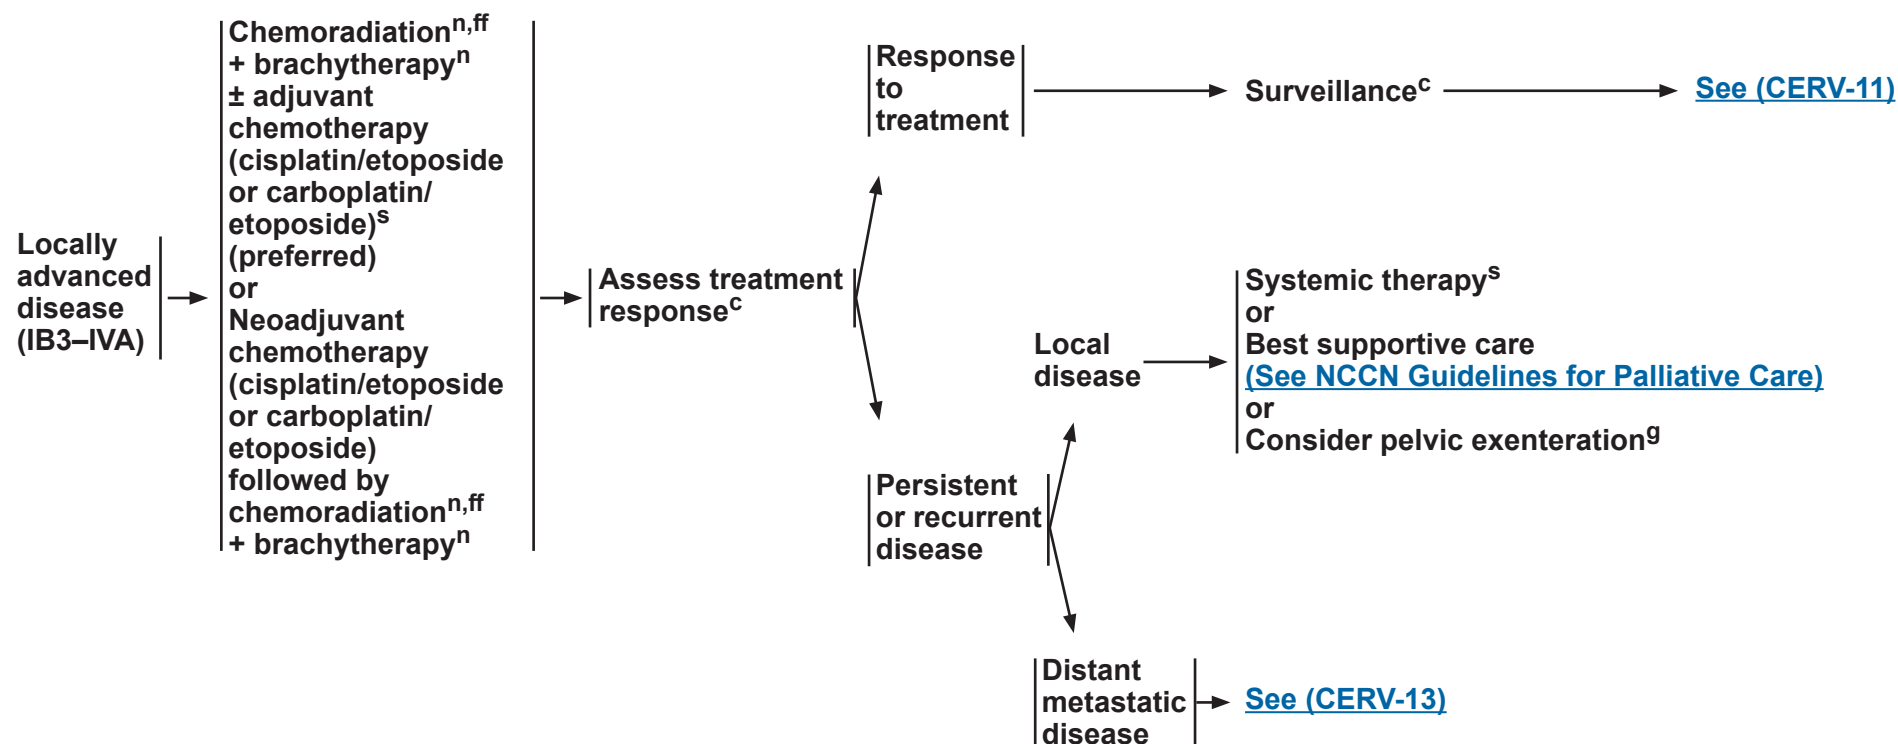 Locally
advanced
disease
(IB3–IVA)
Chemoradiationn,ff
+ brachytherapyn
± adjuvant
chemotherapy
(cisplatin/etoposide
or carboplatin/
etoposide)s
(preferred)
or
Neoadjuvant
chemotherapy
(cisplatin/etoposide
or carboplatin/
etoposide)
followed by
chemoradiationn,ff
+ brachytherapyn
Assess treatment
responsec
Response
to
treatment
Surveillancec
See (CERV-11)
Persistent
or recurrent
disease
Local
disease
Systemic therapys
or
Best supportive care
(See NCCN Guidelines for Palliative Care)
or
Consider pelvic exenterationg
Distant
metastatic
disease
See (CERV-13)